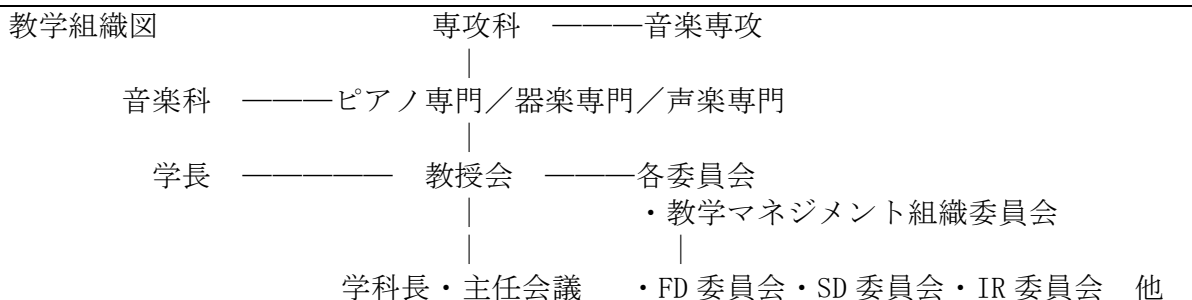 教学組織図 専攻科 ―――音楽専攻
|
音楽科 ―――ピアノ専門／器楽専門／声楽専門
|
学長 ――――― 教授会 ―――各委員会
| ・教学マネジメント組織委員会
| |
学科長・主任会議 ・FD 委員会・SD 委員会・IR 委員会 他